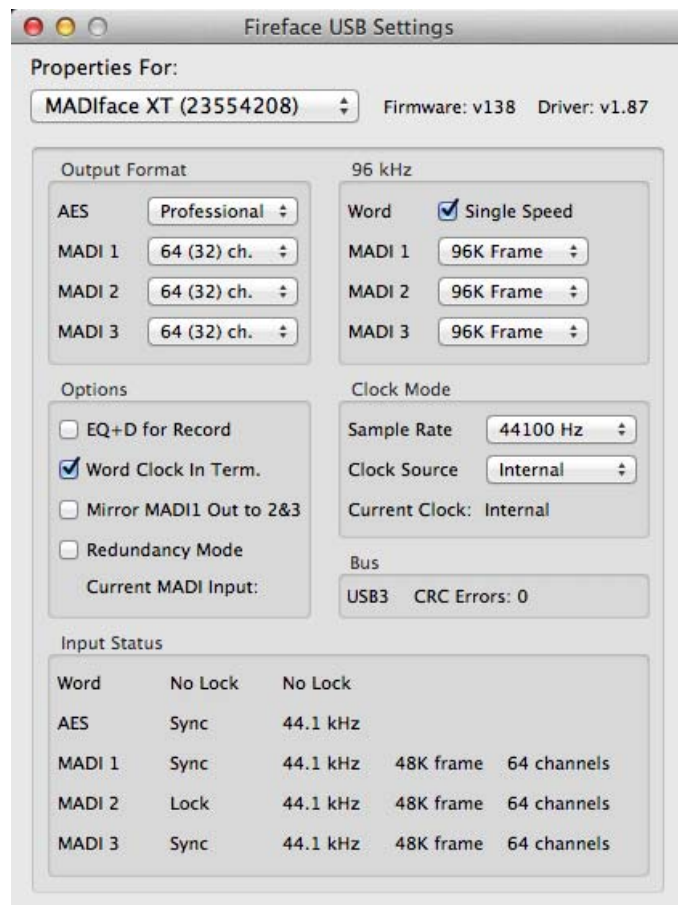 Fireface USB Settings
Properties For:
MADIface XT (23554208) Firmware: v138 Driver: v1.87
Output Format
AES Professional
MADI 1 64 (32) ch.
MADI 2 64 (32) ch.
MADI 3 64 (32) ch.
96 kHz
Word Single Speed
MADI 1 96K Frame
MADI 2 96K Frame
MADI 3 96K Frame
Options
EQ+D for Record
Word Clock In Term.
Mirror MADI1 Out to 2&3
Redundancy Mode
Current MADI Input:
Clock Mode
Sample Rate 44100 Hz
Clock Source Internal
Current Clock: Internal
Bus
USB3 CRC Errors: 0
Input Status
Word No Lock No Lock
AES Sync 44.1 kHz
MADI 1 Sync 44.1 kHz 48K frame 64 channels
MADI 2 Lock 44.1 kHz 48K frame 64 channels
MADI 3 Sync 44.1 kHz 48K frame 64 channels